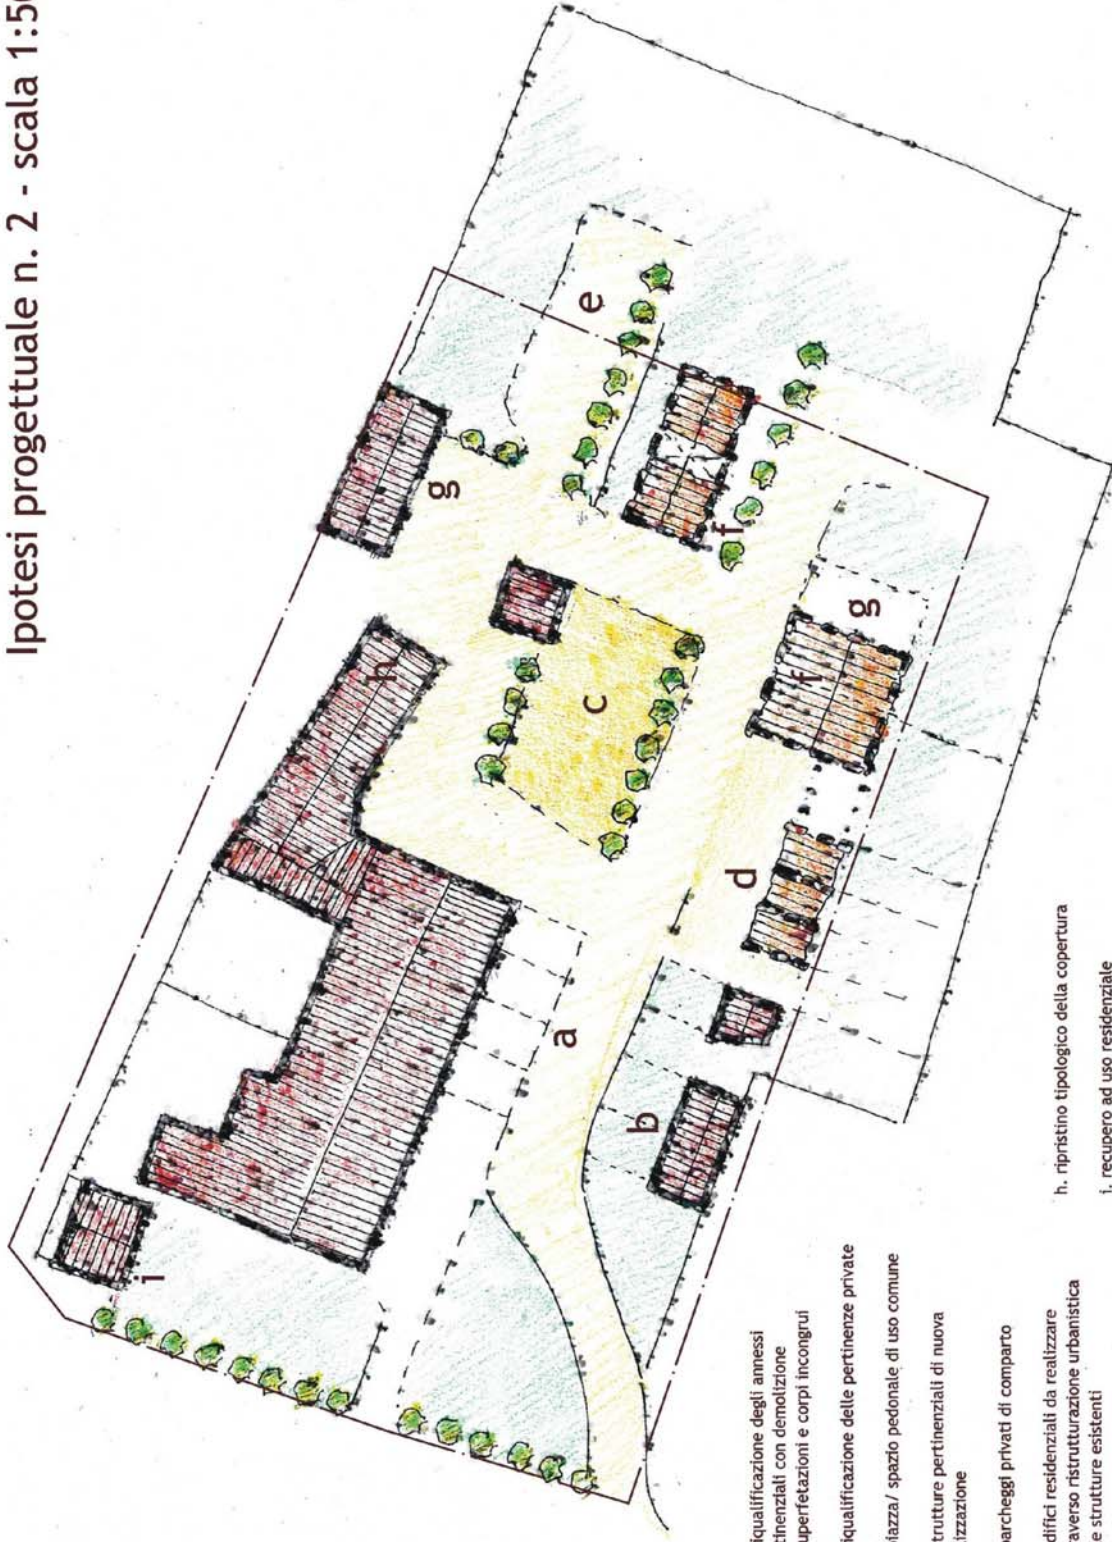 Ipotesi progettuale n. 2 - scala 1:50
e
g
h
f
c
g
f
i
a
d
b
iqualificazione degli annessi
tinenziali con demolizione
uperfetazioni e corpi incongrui
iqualificazione delle pertinenze private
iazza/ spazio pedonale di uso comune
trutture pertinenziali di nuova
izzazione
parcheggi privati di comparto
difici residenziali da realizzare
raverso ristrutturazione urbanistica
e strutture esistenti
h. ripristino tipologico della copertura
i. recupero ad uso residenziale